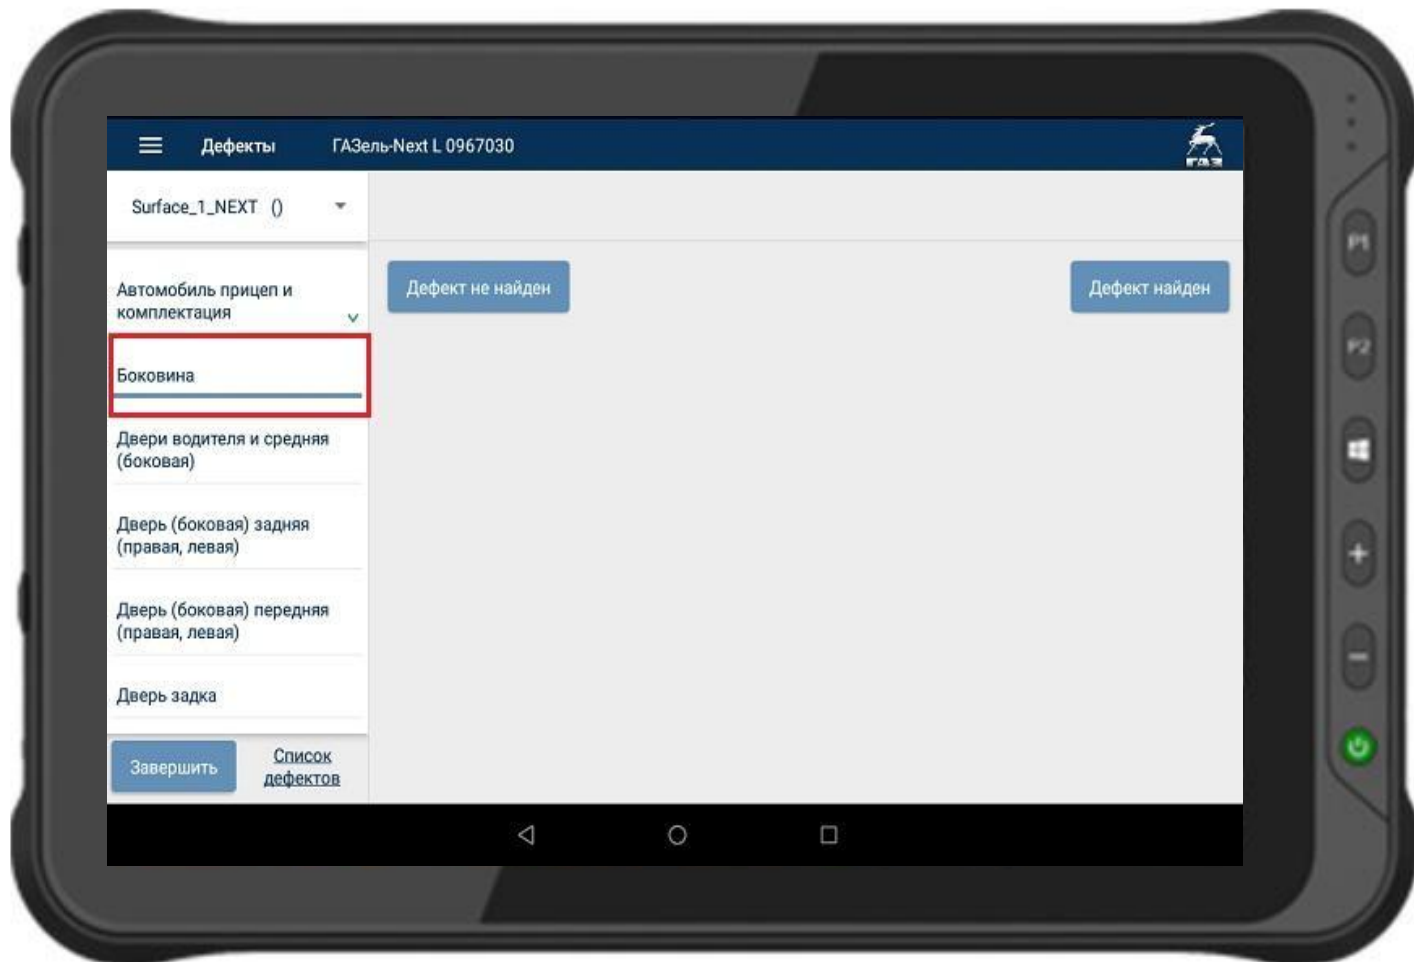 Дефекты ГАЗель-Next L 0967030
ГАЗ
Surface_1_NEXT ()
Автомобиль прицеп и
комплектация
Дефект не найден
Дефект найден
Боковина
Двери водителя и средняя
(боковая)
Дверь (боковая) задняя
(правая, левая)
Дверь (боковая) передняя
(правая, левая)
Дверь задка
Завершить
Список
дефектов
P1
P2